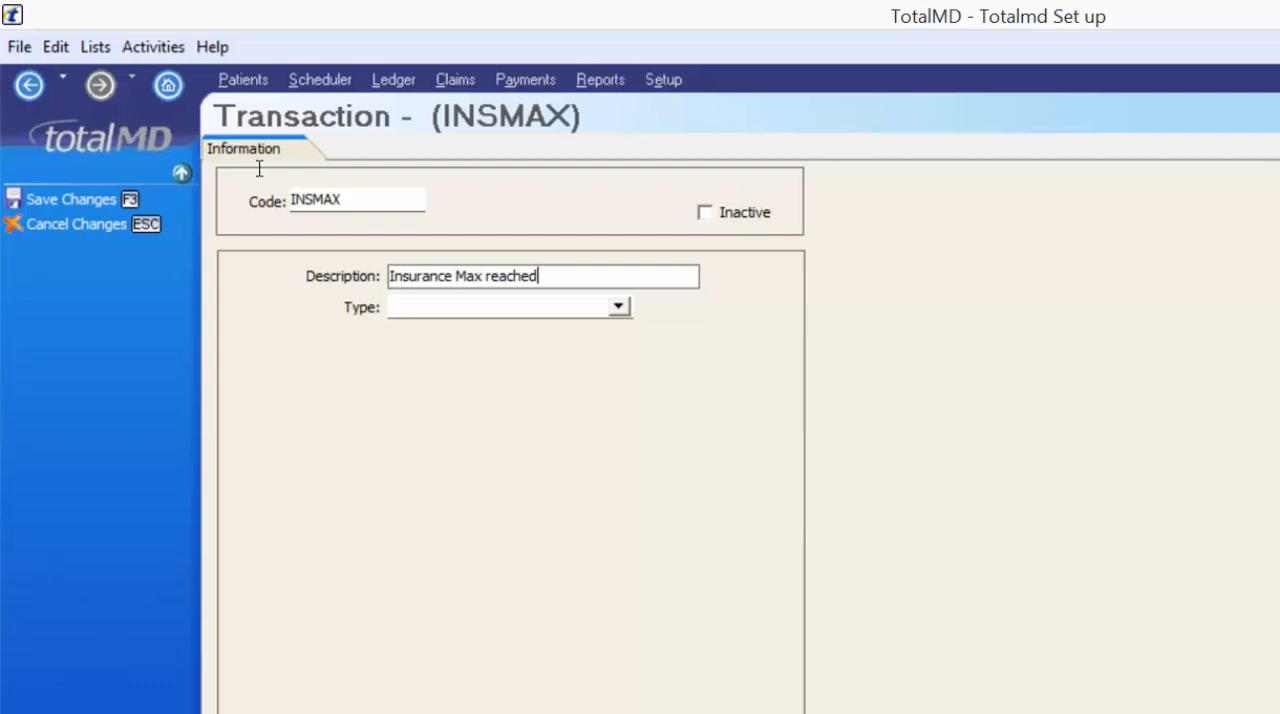 TotalMD - Totalmd Set up
File Edit Lists Activities Help
Patients Scheduler Ledger Claims Payments Reports Setup
totalMD
Transaction - (INSMAX)
Information
Save Changes F3
Cancel Changes ESC
Code: INSMAX
Inactive
Description: Insurance Max reached
Type: